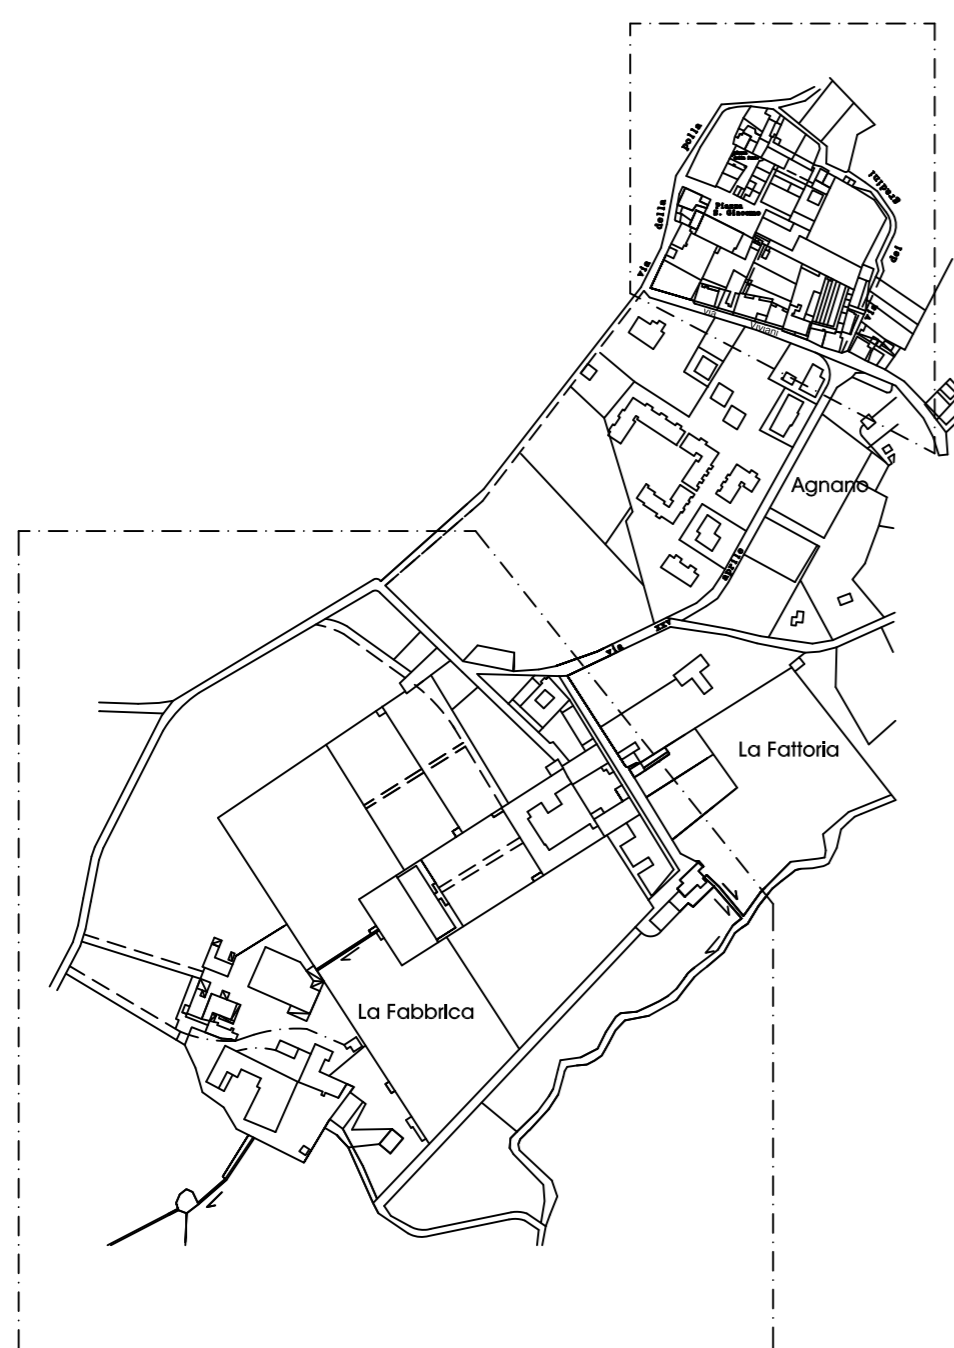 via della polla
via dei gradini
Piazza
S. Giacomo
via Viviani
Agnano
via xxv aprile
La Fattoria
La Fabbrica